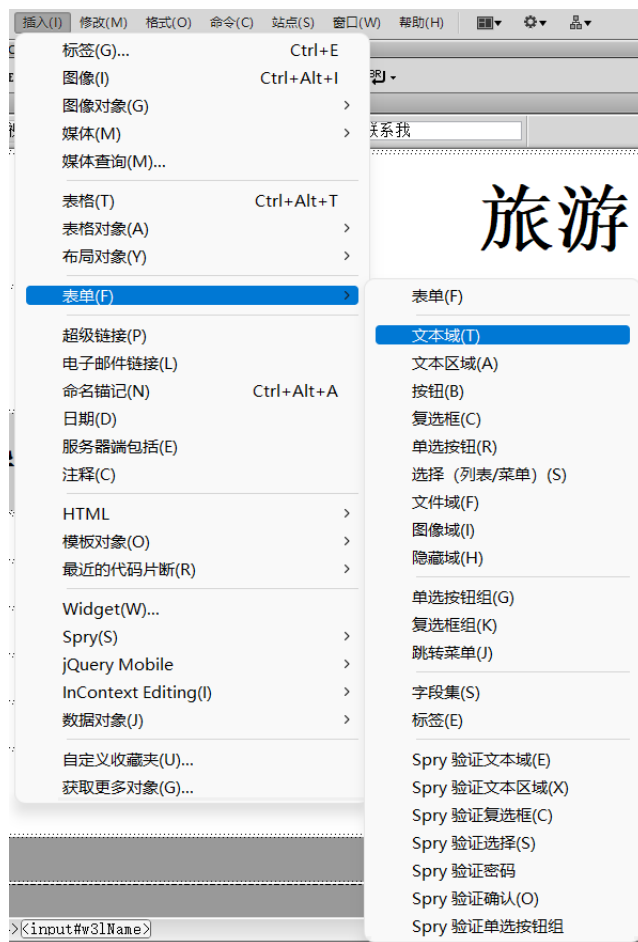 插入(I) 修改(M) 格式(O) 命令(C) 站点(S) 窗口(W) 帮助(H)
标签(G)... Ctrl+E
图像(I) Ctrl+Alt+I
图像对象(G)
媒体(M)
联系我
媒体查询(M)...
表格(T) Ctrl+Alt+T
表格对象(A)
布局对象(Y)
旅游
表单(F)
超级链接(P)
电子邮件链接(L)
命名锚记(N) Ctrl+Alt+A
日期(D)
服务器端包括(E)
注释(C)
HTML
模板对象(O)
最近的代码片断(R)
Widget(W)...
Spry(S)
jQuery Mobile
InContext Editing(I)
数据对象(J)
自定义收藏夹(U)...
获取更多对象(G)...
表单(F)
文本域(T)
文本区域(A)
按钮(B)
复选框(C)
单选按钮(R)
选择（列表/菜单）(S)
文件域(F)
图像域(I)
隐藏域(H)
单选按钮组(G)
复选框组(K)
跳转菜单(J)
字段集(S)
标签(E)
Spry 验证文本域(E)
Spry 验证文本区域(X)
Spry 验证复选框(C)
Spry 验证选择(S)
Spry 验证密码
Spry 验证确认(O)
Spry 验证单选按钮组
><input#w3lName>